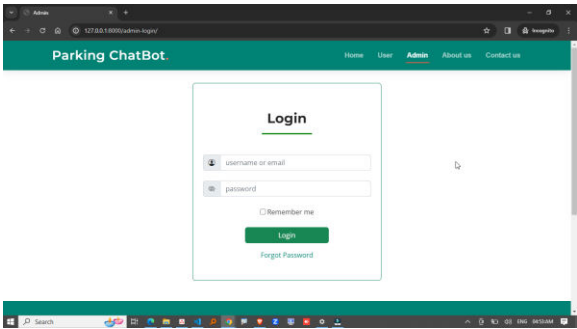 Admin
127.0.0.1:8000/admin-login/
Incognito
Parking ChatBot.
Home
User
Admin
About us
Contact us
Login
username or email
password
Remember me
Login
Forgot Password
Search
ENG